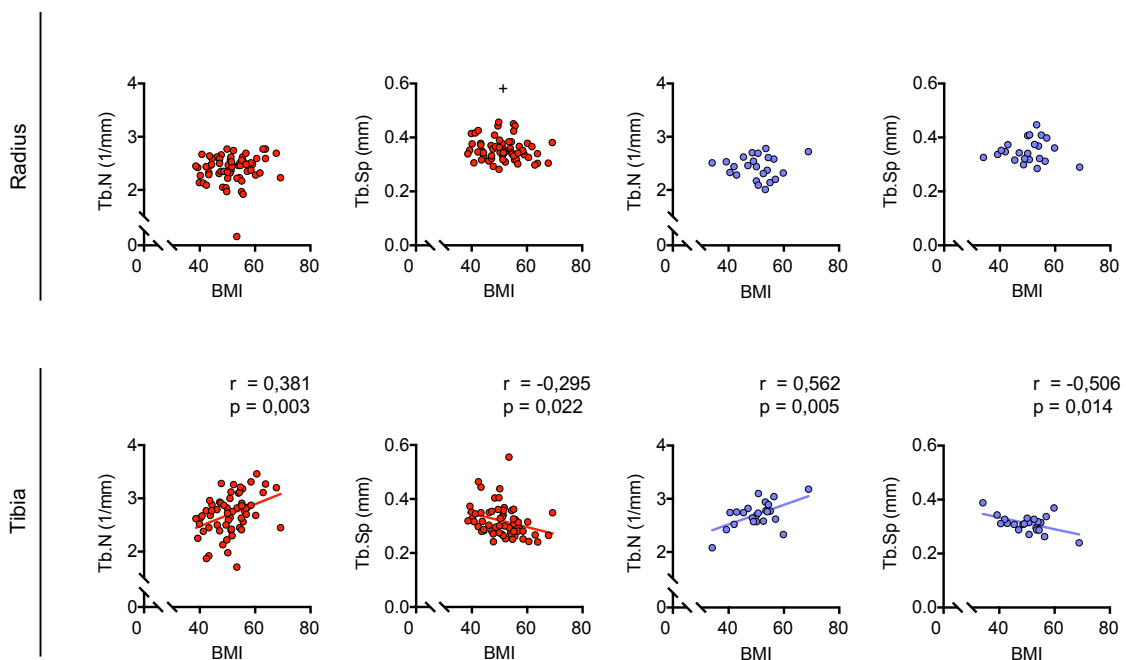 Radius
4
3
2
0
Tb.N (1/mm)
0 40 60 80
BMI
0.6
0.4
0.2
0.0
Tb.Sp (mm)
+
0 40 60 80
BMI
4
3
2
0
Tb.N (1/mm)
0 40 60 80
BMI
0.6
0.4
0.2
0.0
Tb.Sp (mm)
0 40 60 80
BMI
Tibia
r = 0,381
p = 0,003
4
3
2
0
Tb.N (1/mm)
0 40 60 80
BMI
r = -0,295
p = 0,022
0.6
0.4
0.2
0.0
Tb.Sp (mm)
0 40 60 80
BMI
r = 0,562
p = 0,005
4
3
2
0
Tb.N (1/mm)
0 40 60 80
BMI
r = -0,506
p = 0,014
0.6
0.4
0.2
0.0
Tb.Sp (mm)
0 40 60 80
BMI